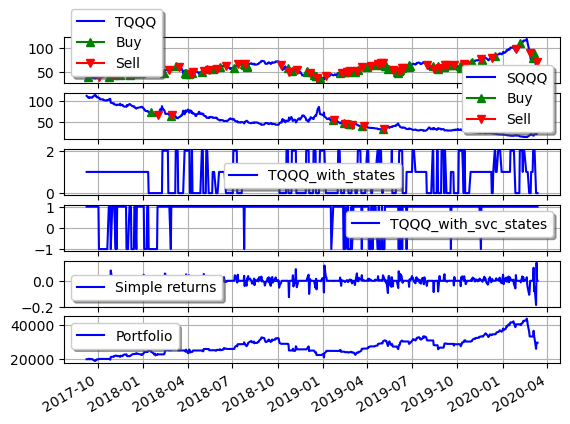 TQQQ
Buy
Sell
100
50
SQQQ
Buy
Sell
100
50
2
0
TQQQ_with_states
1
0
−1
TQQQ_with_svc_states
0.0
−0.2
Simple returns
40000
20000
Portfolio
2017-10
2018-01
2018-04
2018-07
2018-10
2019-01
2019-04
2019-07
2019-10
2020-01
2020-04